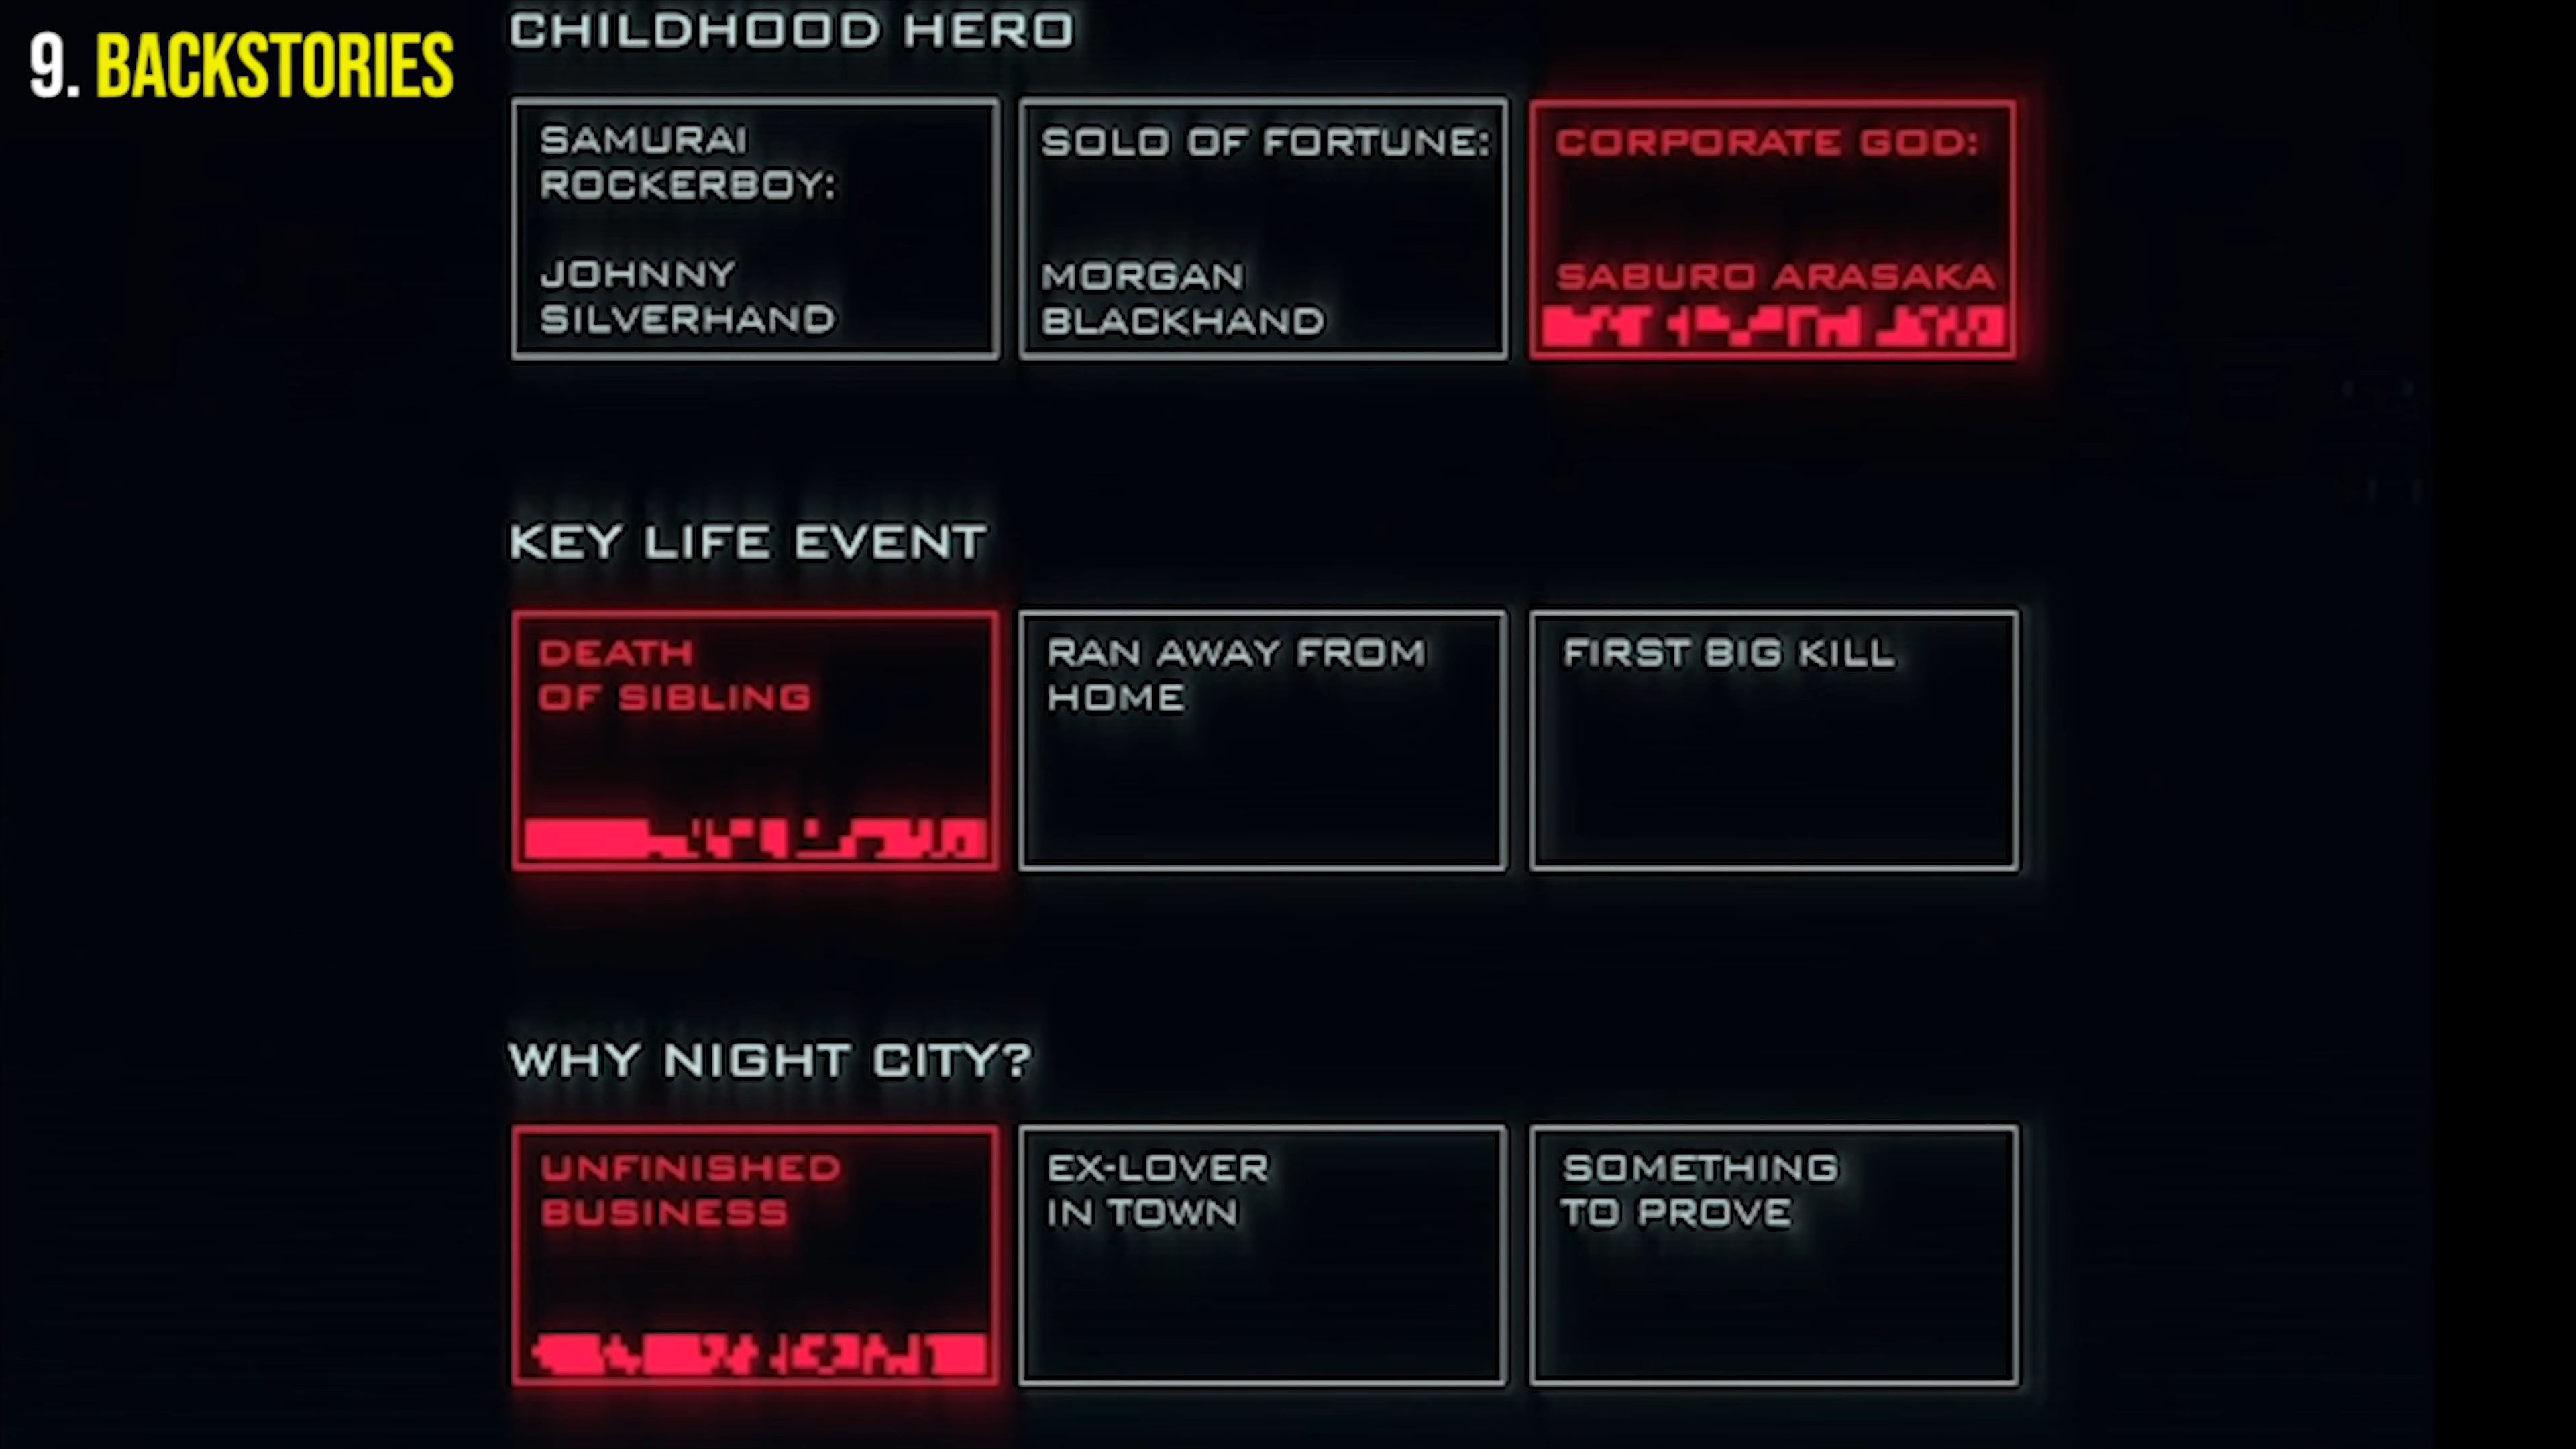 9. BACKSTORIES
CHILDHOOD HERO
SAMURAI
ROCKERBOY:
JOHNNY
SILVERHAND
SOLO OF FORTUNE:
MORGAN
BLACKHAND
CORPORATE GOD:
SABURO ARASAKA
KEY LIFE EVENT
DEATH
OF SIBLING
RAN AWAY FROM
HOME
FIRST BIG KILL
WHY NIGHT CITY?
UNFINISHED
BUSINESS
EX-LOVER
IN TOWN
SOMETHING
TO PROVE